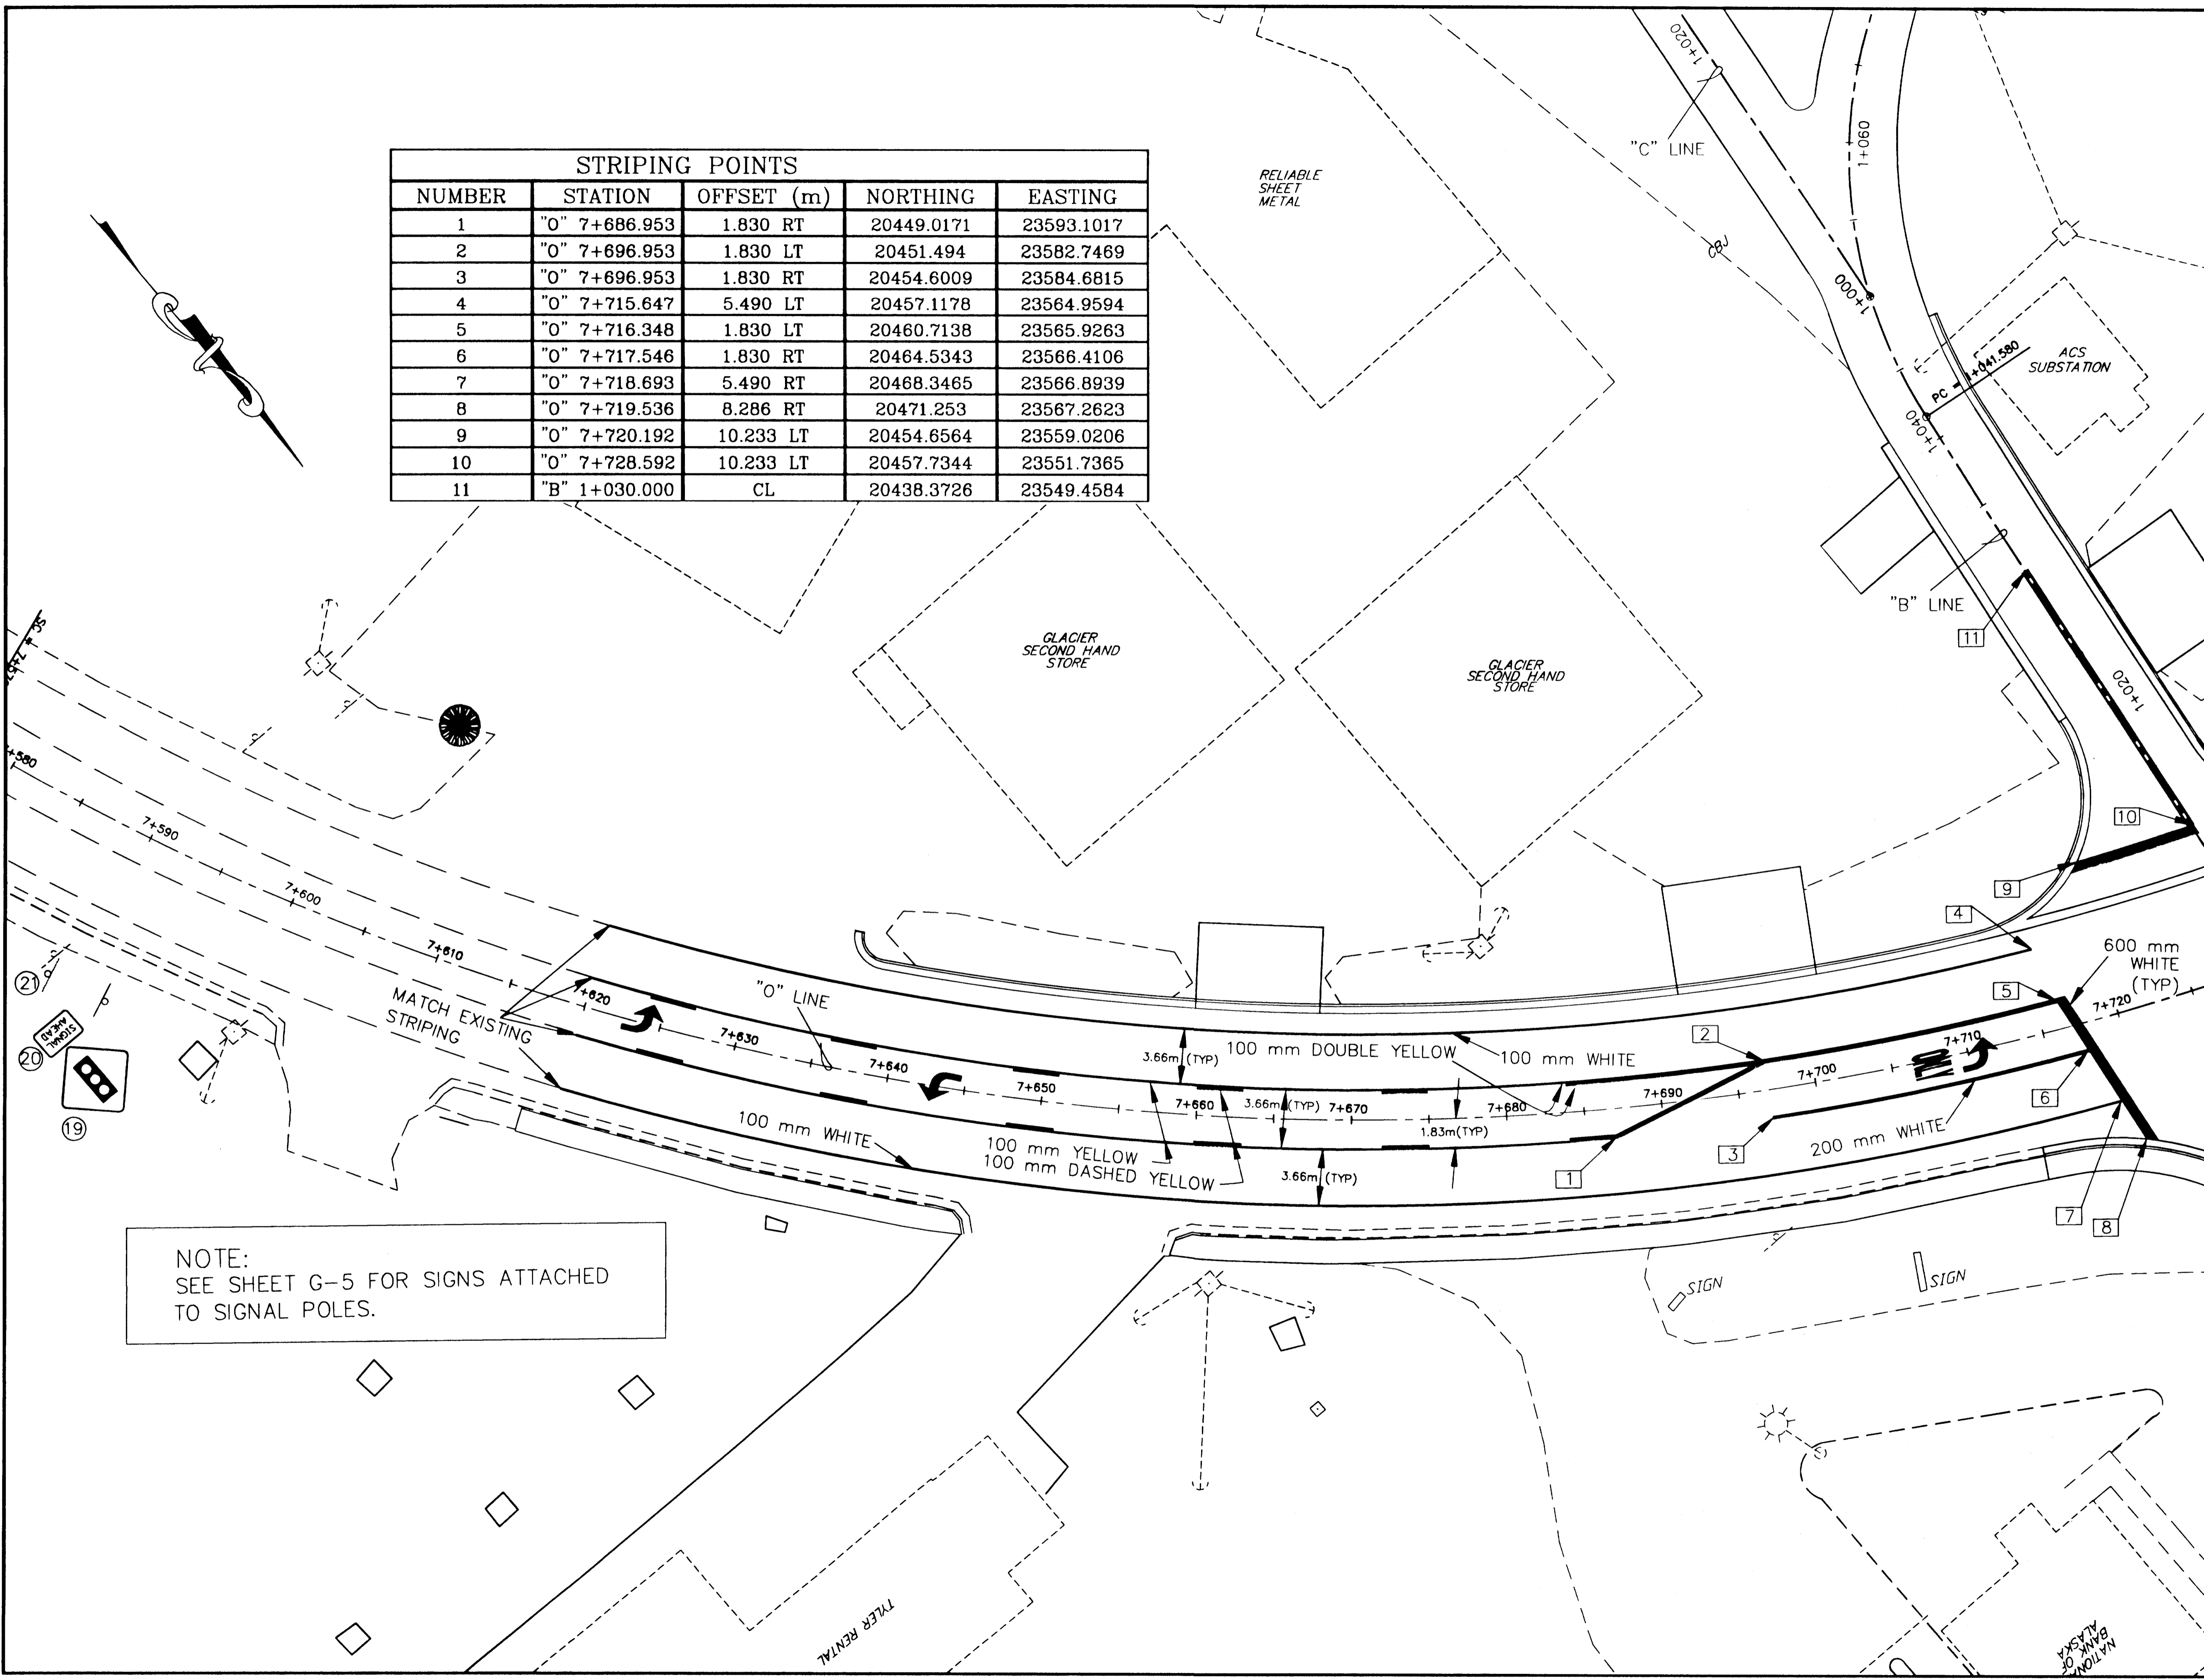 STRIPING POINTS
NUMBER STATION OFFSET (m) NORTHING EASTING
1 "O" 7+686.953 1.830 RT 20449.0171 23593.1017
2 "O" 7+696.953 1.830 LT 20451.494 23582.7469
3 "O" 7+696.953 1.830 RT 20454.6009 23584.6815
4 "O" 7+715.647 5.490 LT 20457.1178 23564.9594
5 "O" 7+716.348 1.830 LT 20460.7138 23565.9263
6 "O" 7+717.546 1.830 RT 20464.5343 23566.4106
7 "O" 7+718.693 5.490 RT 20468.3465 23566.8939
8 "O" 7+719.536 8.286 RT 20471.253 23567.2623
9 "O" 7+720.192 10.233 LT 20454.6564 23559.0206
10 "O" 7+728.592 10.233 LT 20457.7344 23551.7365
11 "B" 1+030.000 CL 20438.3726 23549.4584
1+020
"C" LINE
1+060
RELIABLE
SHEET
METAL
CBJ
1+000
PC = 1+041.580
1+040
ACS
SUBSTATION
"B" LINE
11
1+020
10
9
4
GLACIER
SECOND HAND
STORE
GLACIER
SECOND HAND
STORE
600 mm
WHITE
(TYP)
5
7+720
7+590
7+600
7+610
7+620
7+630
7+640
7+650
7+660
7+670
7+680
7+690
7+700
7+710
"O" LINE
MATCH EXISTING
STRIPING
21
20
SIGNAL
AHEAD
19
3.66m (TYP)
100 mm DOUBLE YELLOW
100 mm WHITE
2
3.66m (TYP)
1.83m(TYP)
100 mm WHITE
100 mm YELLOW
100 mm DASHED YELLOW
3.66m (TYP)
1
3
200 mm WHITE
6
7
8
SIGN
SIGN
NOTE:
SEE SHEET G-5 FOR SIGNS ATTACHED
TO SIGNAL POLES.
TYLER RENTAL
NATIONAL
BANK OF
ALASKA